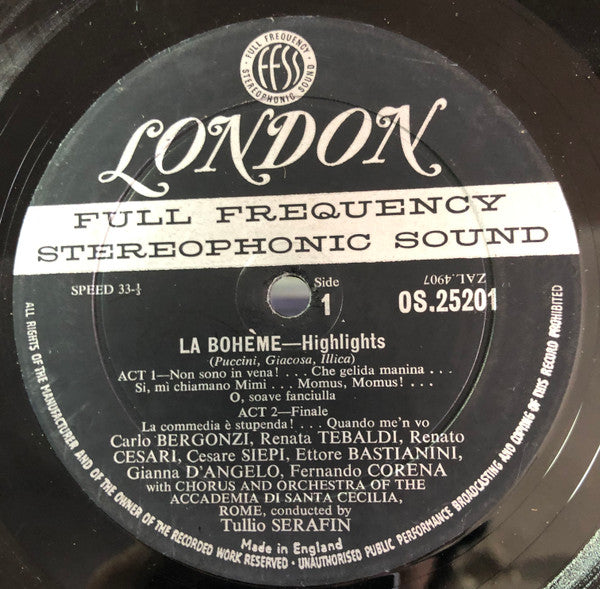 FULL FREQUENCY · STEREOPHONIC SOUND ·
FFSS
LONDON
FULL FREQUENCY
STEREOPHONIC SOUND
SPEED 33-⅓
Side
1
ZAL.4907
OS.25201
LA BOHÈME—Highlights
(Puccini, Giacosa, Illica)
ACT 1—Non sono in vena! . . . Che gelida manina . . .
Si, mi chiamano Mimi . . . Momus, Momus! . . .
O, soave fanciulla
ACT 2—Finale
La commedia è stupenda! . . . Quando me'n vo
Carlo BERGONZI, Renata TEBALDI, Renato
CESARI, Cesare SIEPI, Ettore BASTIANINI,
Gianna D'ANGELO, Fernando CORENA
with CHORUS AND ORCHESTRA OF THE
ACCADEMIA DI SANTA CECILIA,
ROME, conducted by
Tullio SERAFIN
Made in England
ALL RIGHTS OF THE MANUFACTURER AND OF THE OWNER OF THE RECORDED WORK RESERVED · UNAUTHORISED PUBLIC PERFORMANCE BROADCASTING AND COPYING OF THIS RECORD PROHIBITED